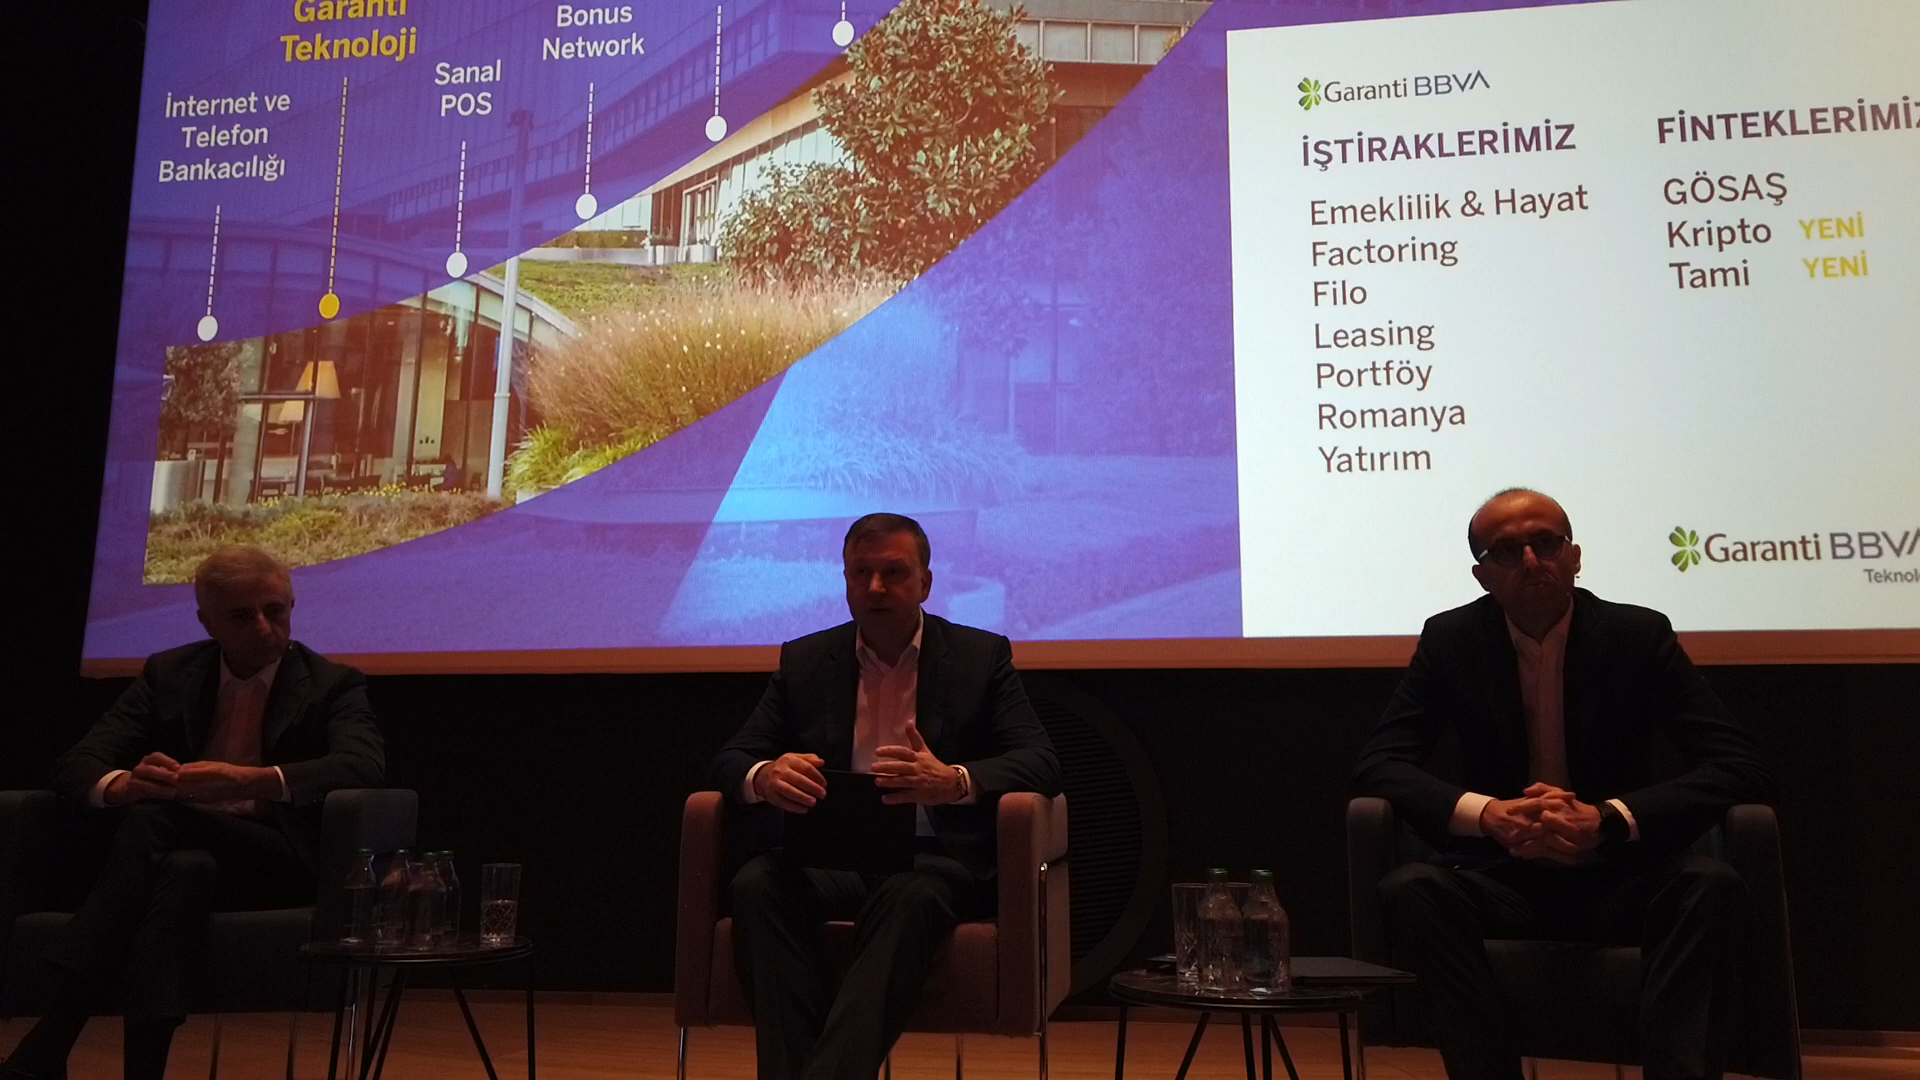 Garanti
Teknoloji
Bonus
Network
Sanal
POS
İnternet ve
Telefon
Bankacılığı
Garanti BBVA
İŞTİRAKLERİMİZ
Emeklilik & Hayat
Factoring
Filo
Leasing
Portföy
Romanya
Yatırım
FİNTEKLERİMİZ
GÖSAŞ
Kripto YENİ
Tami YENİ
Garanti BBVA